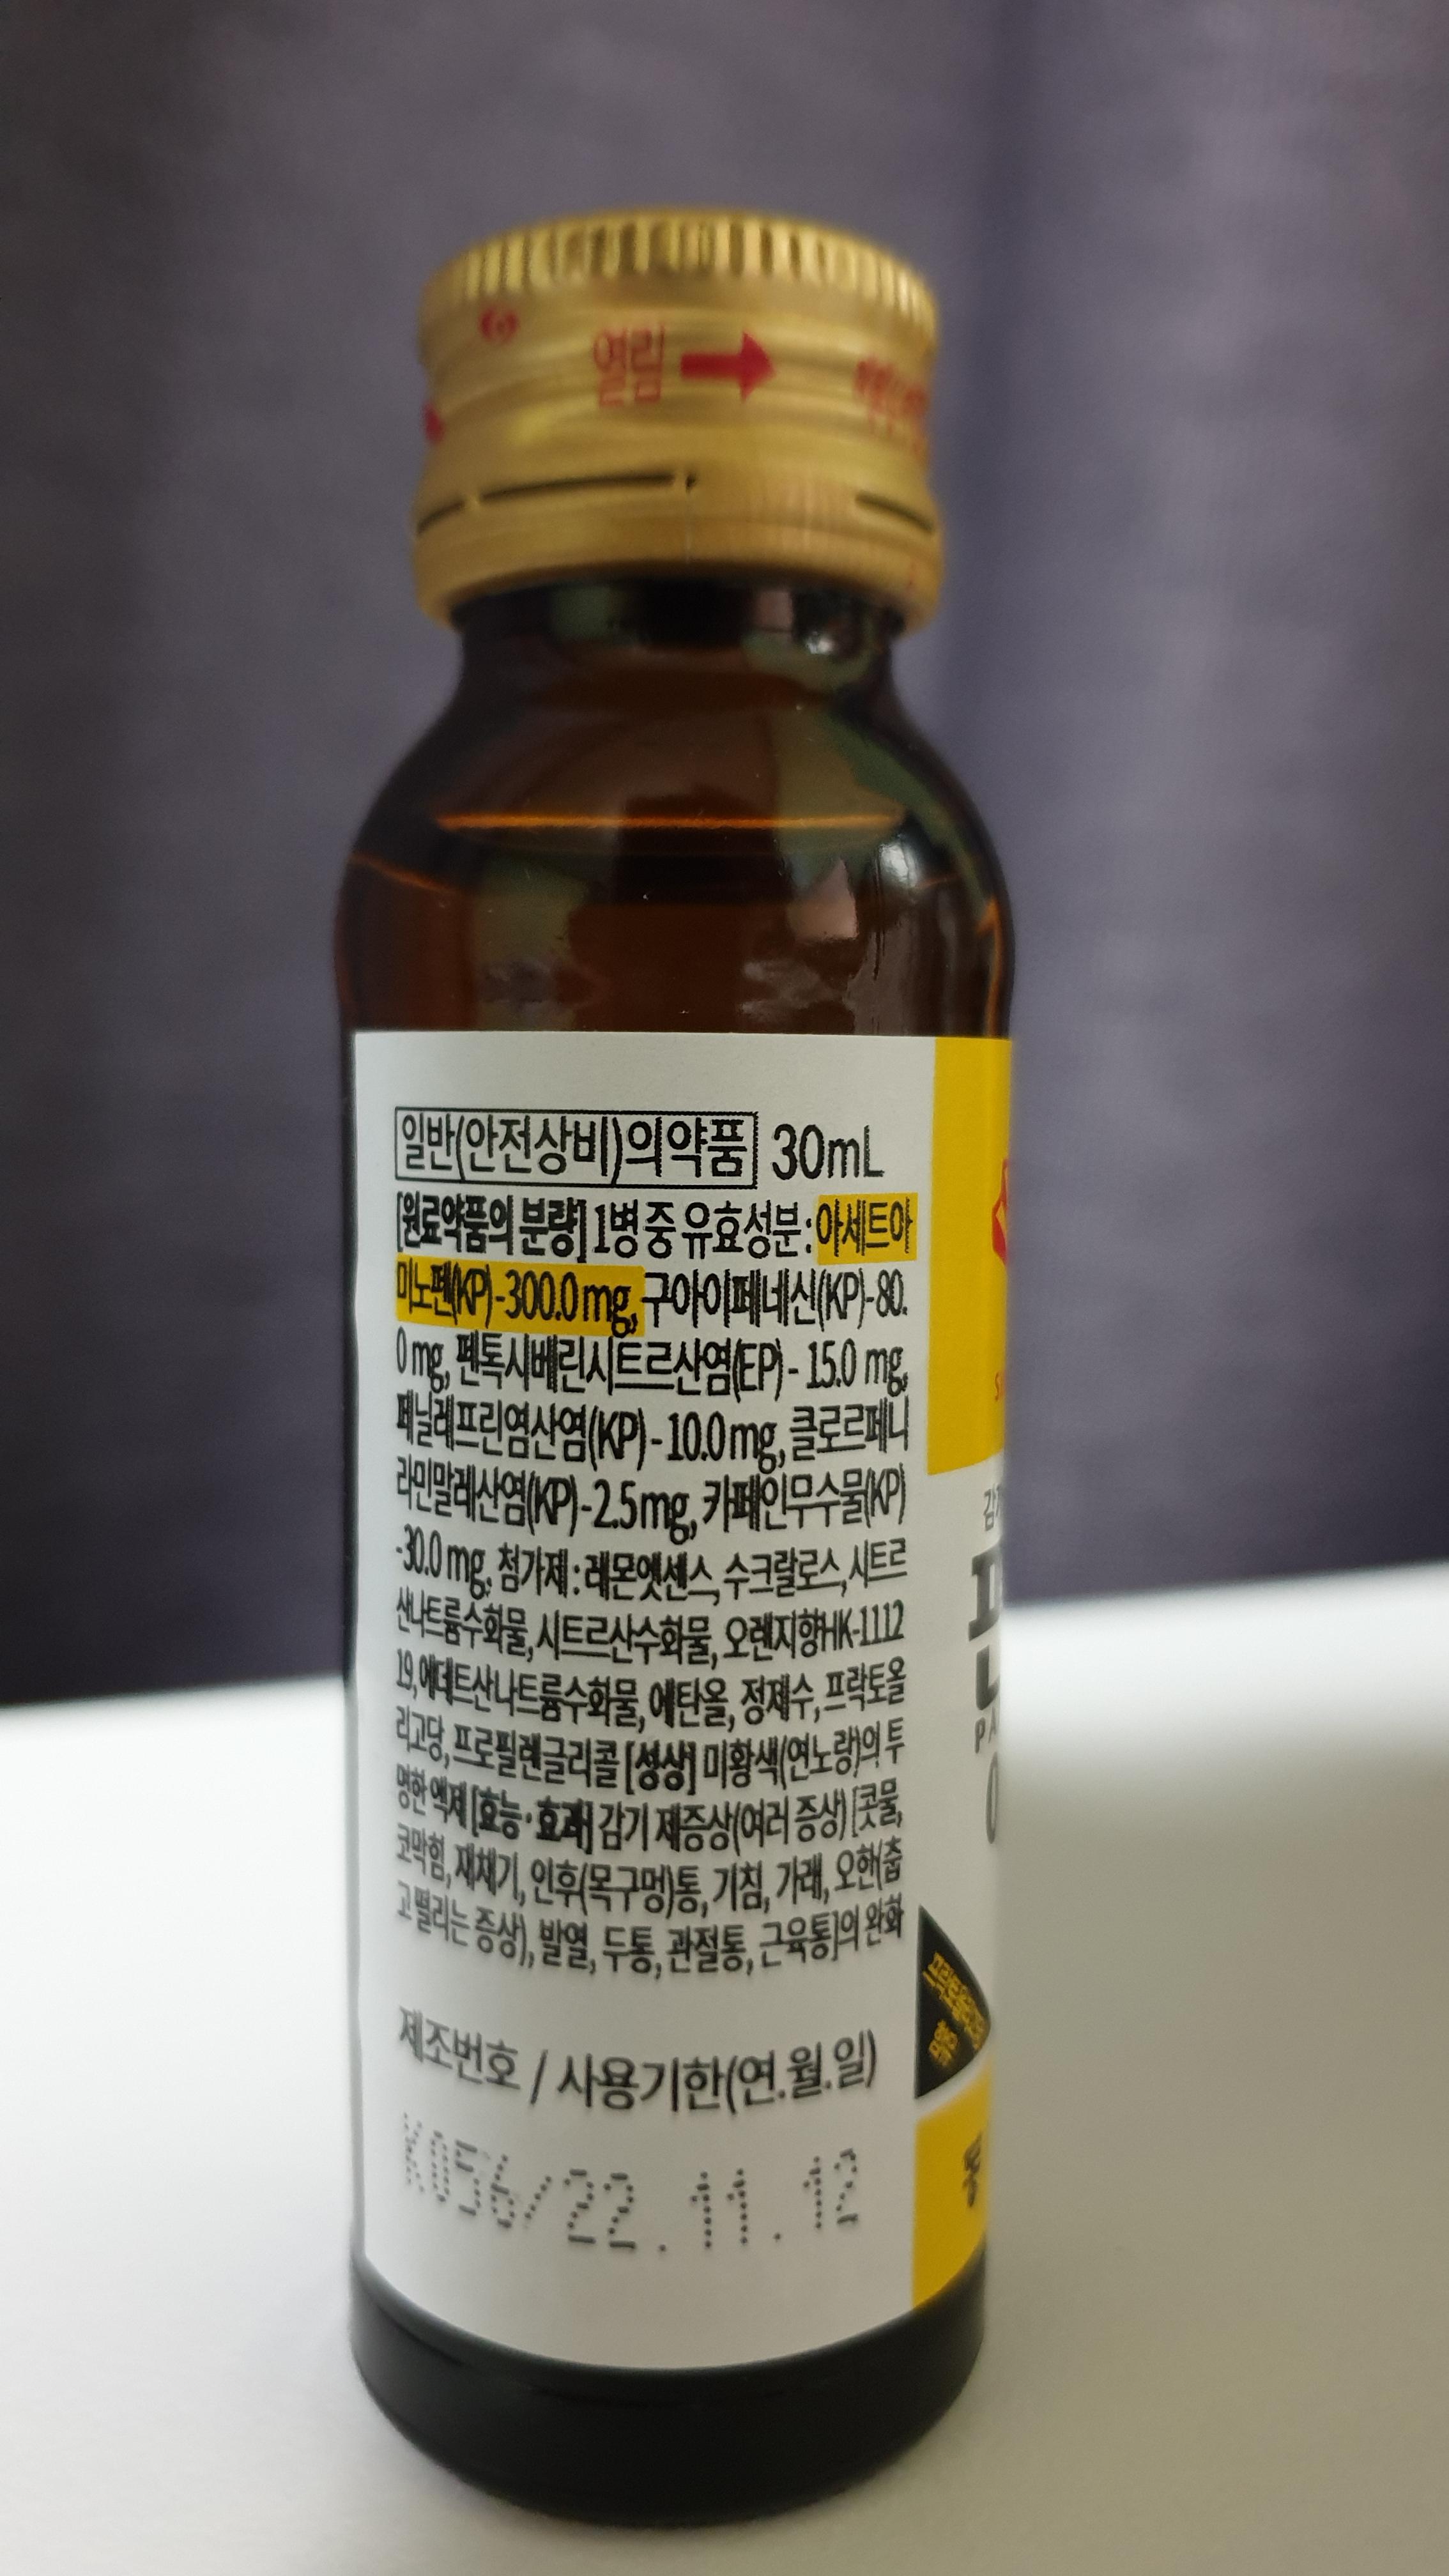 열림
일반(안전상비)의약품 30mL
[원료약품의 분량] 1병 중 유효성분 : 아세트아
미노펜(KP)-300.0 mg, 구아이페네신(KP)-80.
0 mg, 펜톡시베린시트르산염(EP) - 15.0 mg,
페닐레프린염산염(KP) - 10.0 mg, 클로르페니
라민말레산염(KP)-2.5mg, 카페인무수물(KP)
-30.0 mg, 첨가제 : 레몬엣센스, 수크랄로스, 시트르
산나트륨수화물, 시트르산수화물, 오렌지향HK-1112
19, 에데트산나트륨수화물, 에탄올, 정제수, 프락토올
리고당, 프로필렌글리콜 [성상] 미황색(연노랑)의 투
명한 액제 [효능·효과] 감기 제증상(여러 증상) [콧물,
코막힘, 재채기, 인후(목구멍)통, 기침, 가래, 오한(춥
고 떨리는 증상), 발열, 두통, 관절통, 근육통]의 완화
제조번호 / 사용기한(연.월.일)
K056/22.11.12